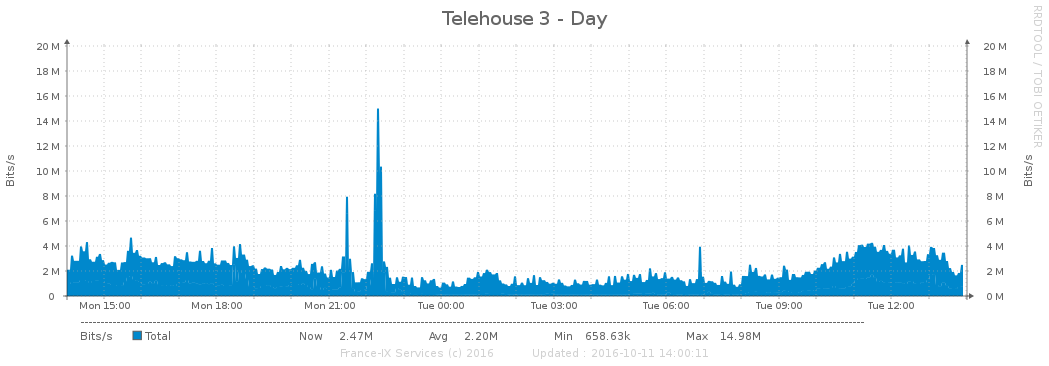 Telehouse 3 - Day
RRDTOOL / TOBI OETIKER
20 M 20 M
18 M 18 M
16 M 16 M
14 M 14 M
12 M 12 M
10 M 10 M
8 M 8 M
6 M 6 M
4 M 4 M
2 M 2 M
0 0 M
Bits/s Bits/s
Mon 15:00 Mon 18:00 Mon 21:00 Tue 00:00 Tue 03:00 Tue 06:00 Tue 09:00 Tue 12:00
Bits/s Total Now 2.47M Avg 2.20M Min 658.63k Max 14.98M
France-IX Services (c) 2016 Updated : 2016-10-11 14:00:11